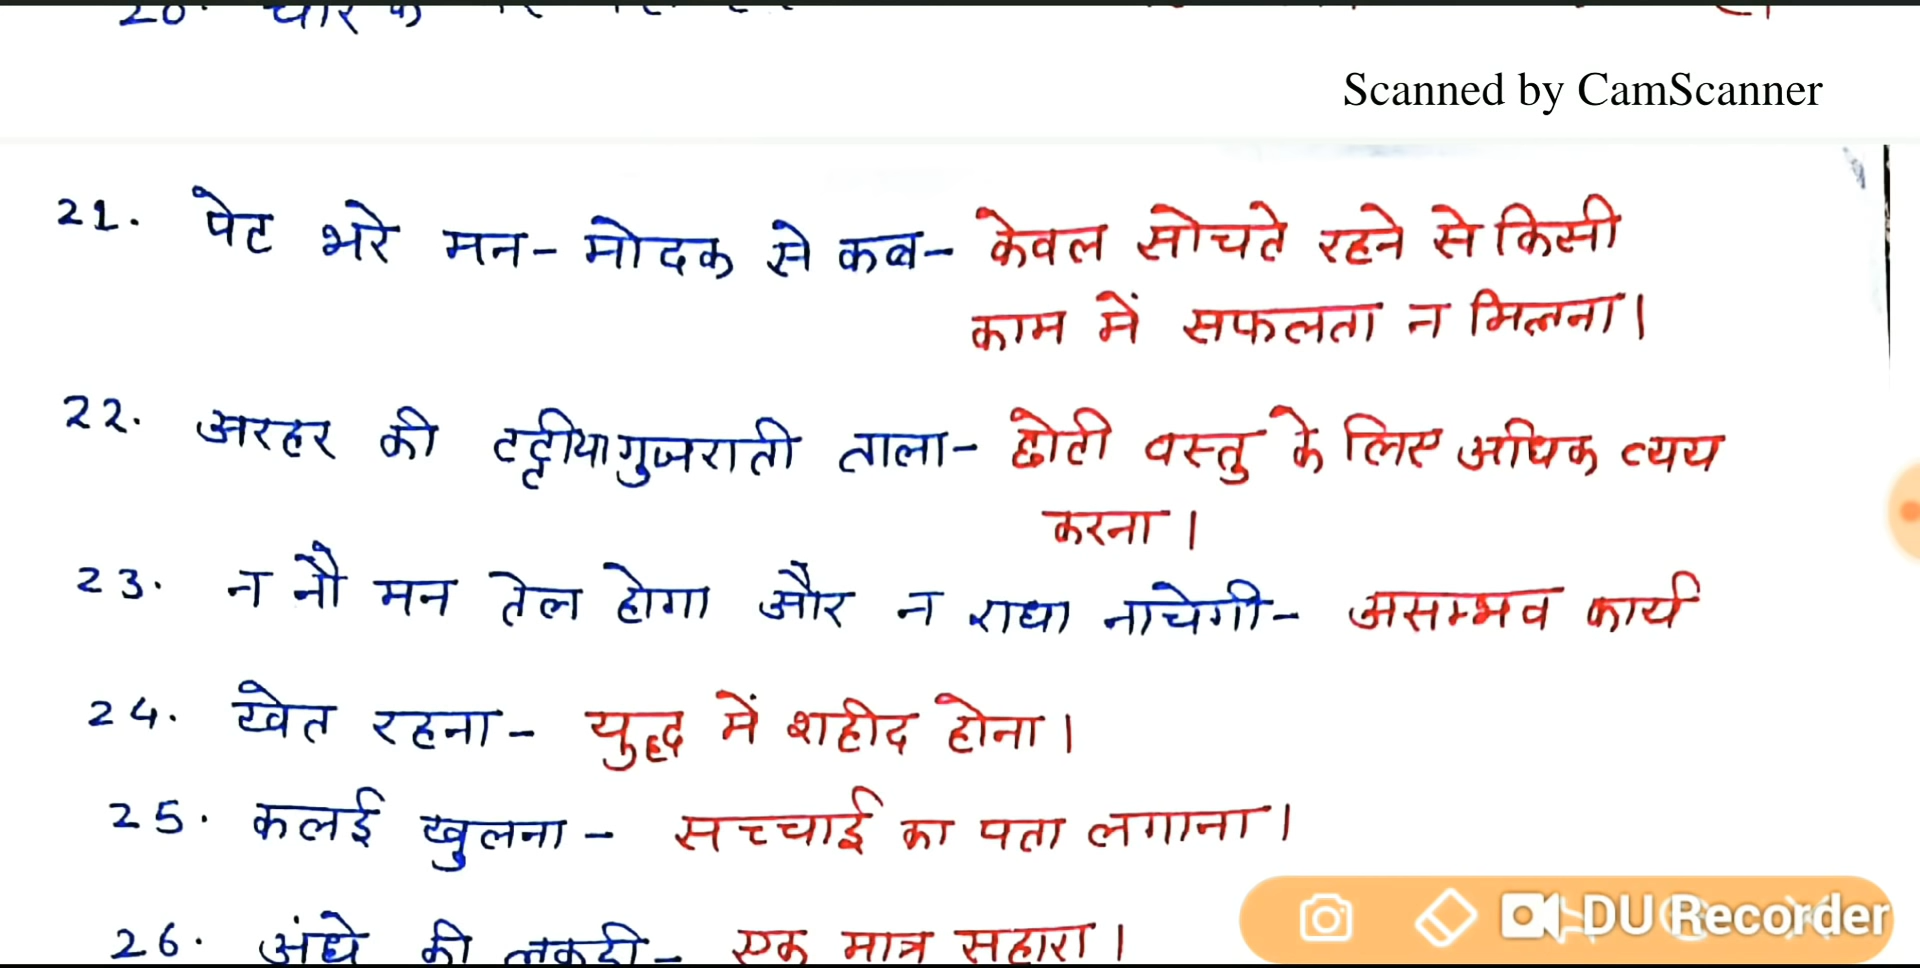 20.
Scanned by CamScanner
21. पेट भरे मन-मोदक से कब- केवल सोचते रहने से किसी
काम में सफलता न मिलना।
22. अरहर की टट्टीया गुजराती ताला- छोटी वस्तु के लिए अधिक व्यय
करना।
23. न नौ मन तेल होगा और न राधा नाचेगी- असम्भव कार्य
24. खेत रहना- युद्ध में शहीद होना।
25. कलई खुलना- सच्चाई का पता लगाना।
26. अंधे की लकड़ी- एक मात्र सहारा।
DU Recorder